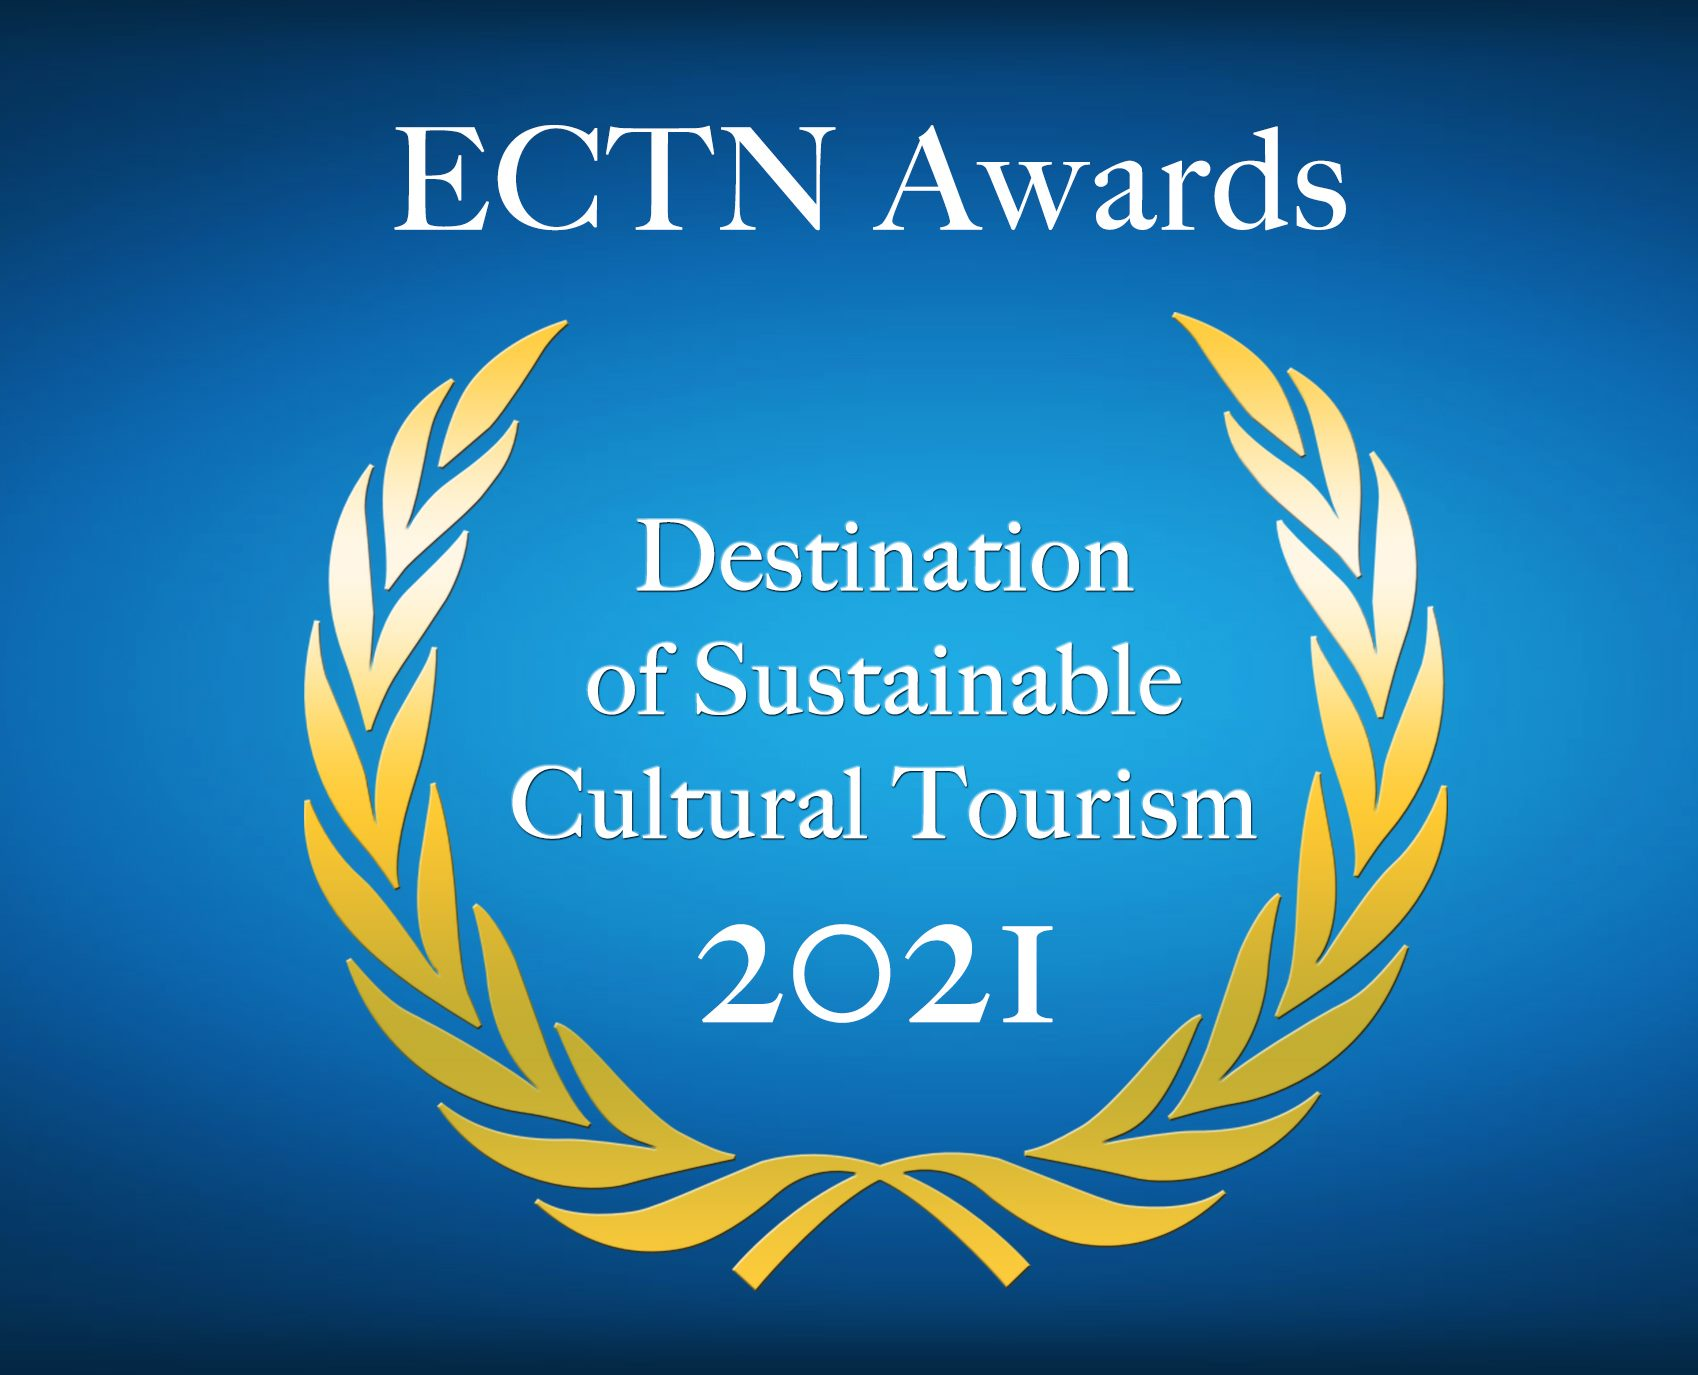 ECTN Awards
Destination
of Sustainable
Cultural Tourism
2021